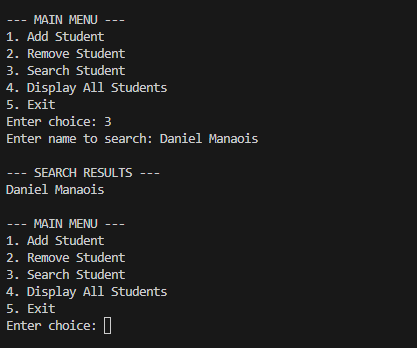 --- MAIN MENU ---
1. Add Student
2. Remove Student
3. Search Student
4. Display All Students
5. Exit
Enter choice: 3
Enter name to search: Daniel Manaois
--- SEARCH RESULTS ---
Daniel Manaois
--- MAIN MENU ---
1. Add Student
2. Remove Student
3. Search Student
4. Display All Students
5. Exit
Enter choice: